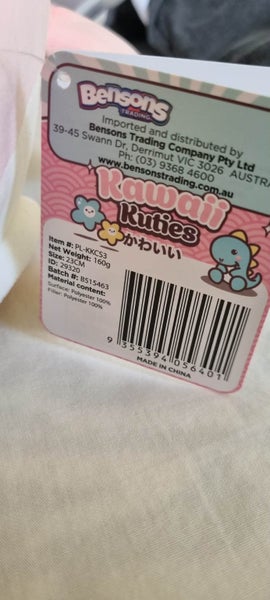 Bensons
TRADING
Imported and distributed by
Bensons Trading Company Pty Ltd
39-45 Swann Dr, Derrimut VIC 3026 AUSTRA
Ph: (03) 9368 4600
www.bensonstrading.com.au
Kawaii
Kuties
かわいい
Item #: PL-KKCS3
Net Weight: 160g
Size: 23CM
ID: 29320
Batch #: BS15463
Material content:
Surface: Polyester 100%
Filler: Polyester 100%
9 355394 056401
MADE IN CHINA